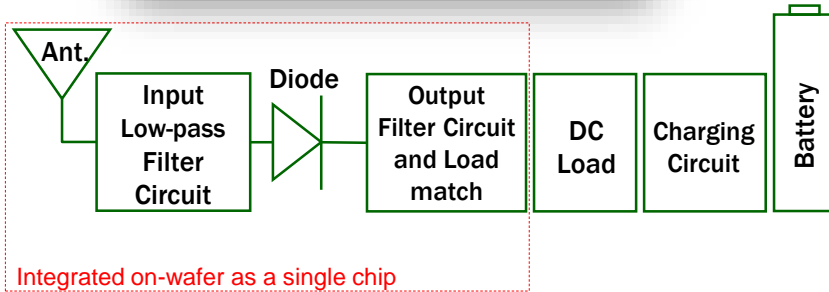 Ant.
Input
Low-pass
Filter
Circuit
Diode
Output
Filter Circuit
and Load
match
DC
Load
Charging
Circuit
Battery
Integrated on-wafer as a single chip